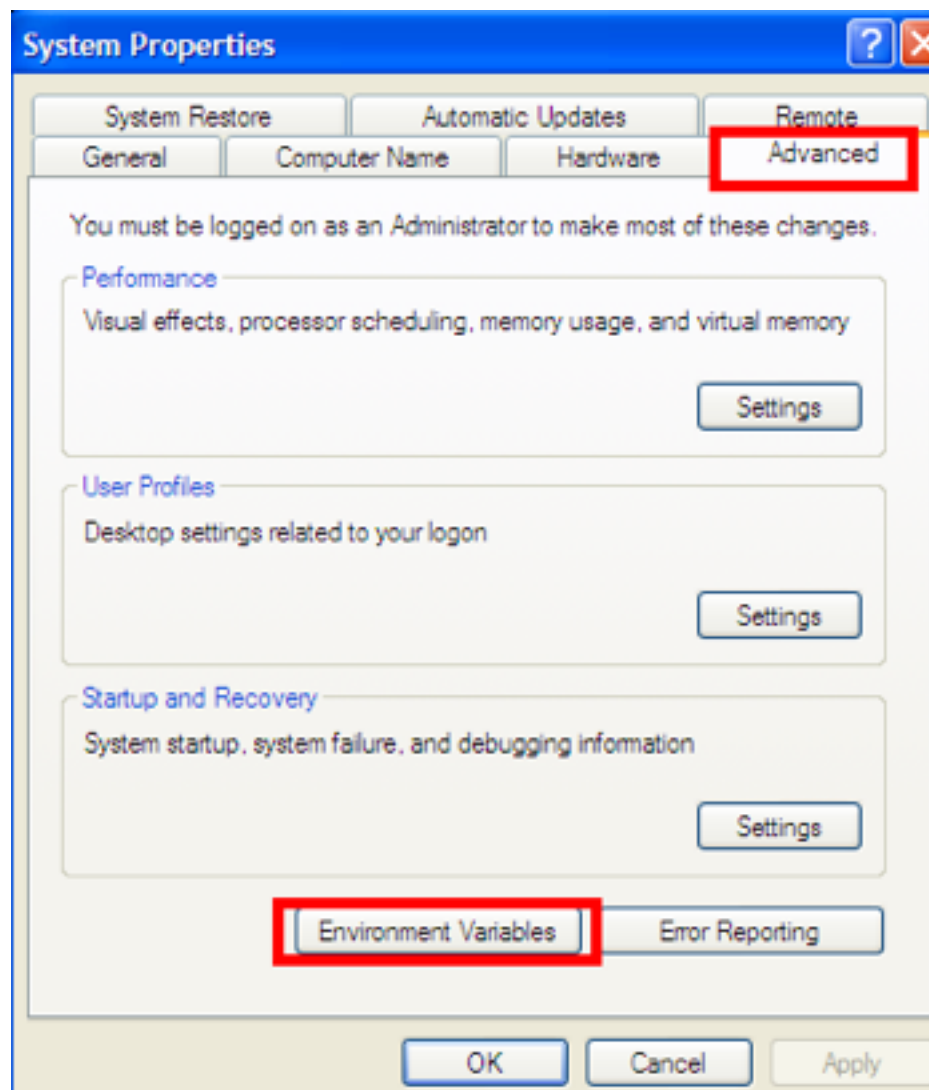 System Properties
System Restore Automatic Updates Remote
General Computer Name Hardware Advanced
You must be logged on as an Administrator to make most of these changes.
Performance
Visual effects, processor scheduling, memory usage, and virtual memory
Settings
User Profiles
Desktop settings related to your logon
Settings
Startup and Recovery
System startup, system failure, and debugging information
Settings
Environment Variables Error Reporting
OK Cancel Apply